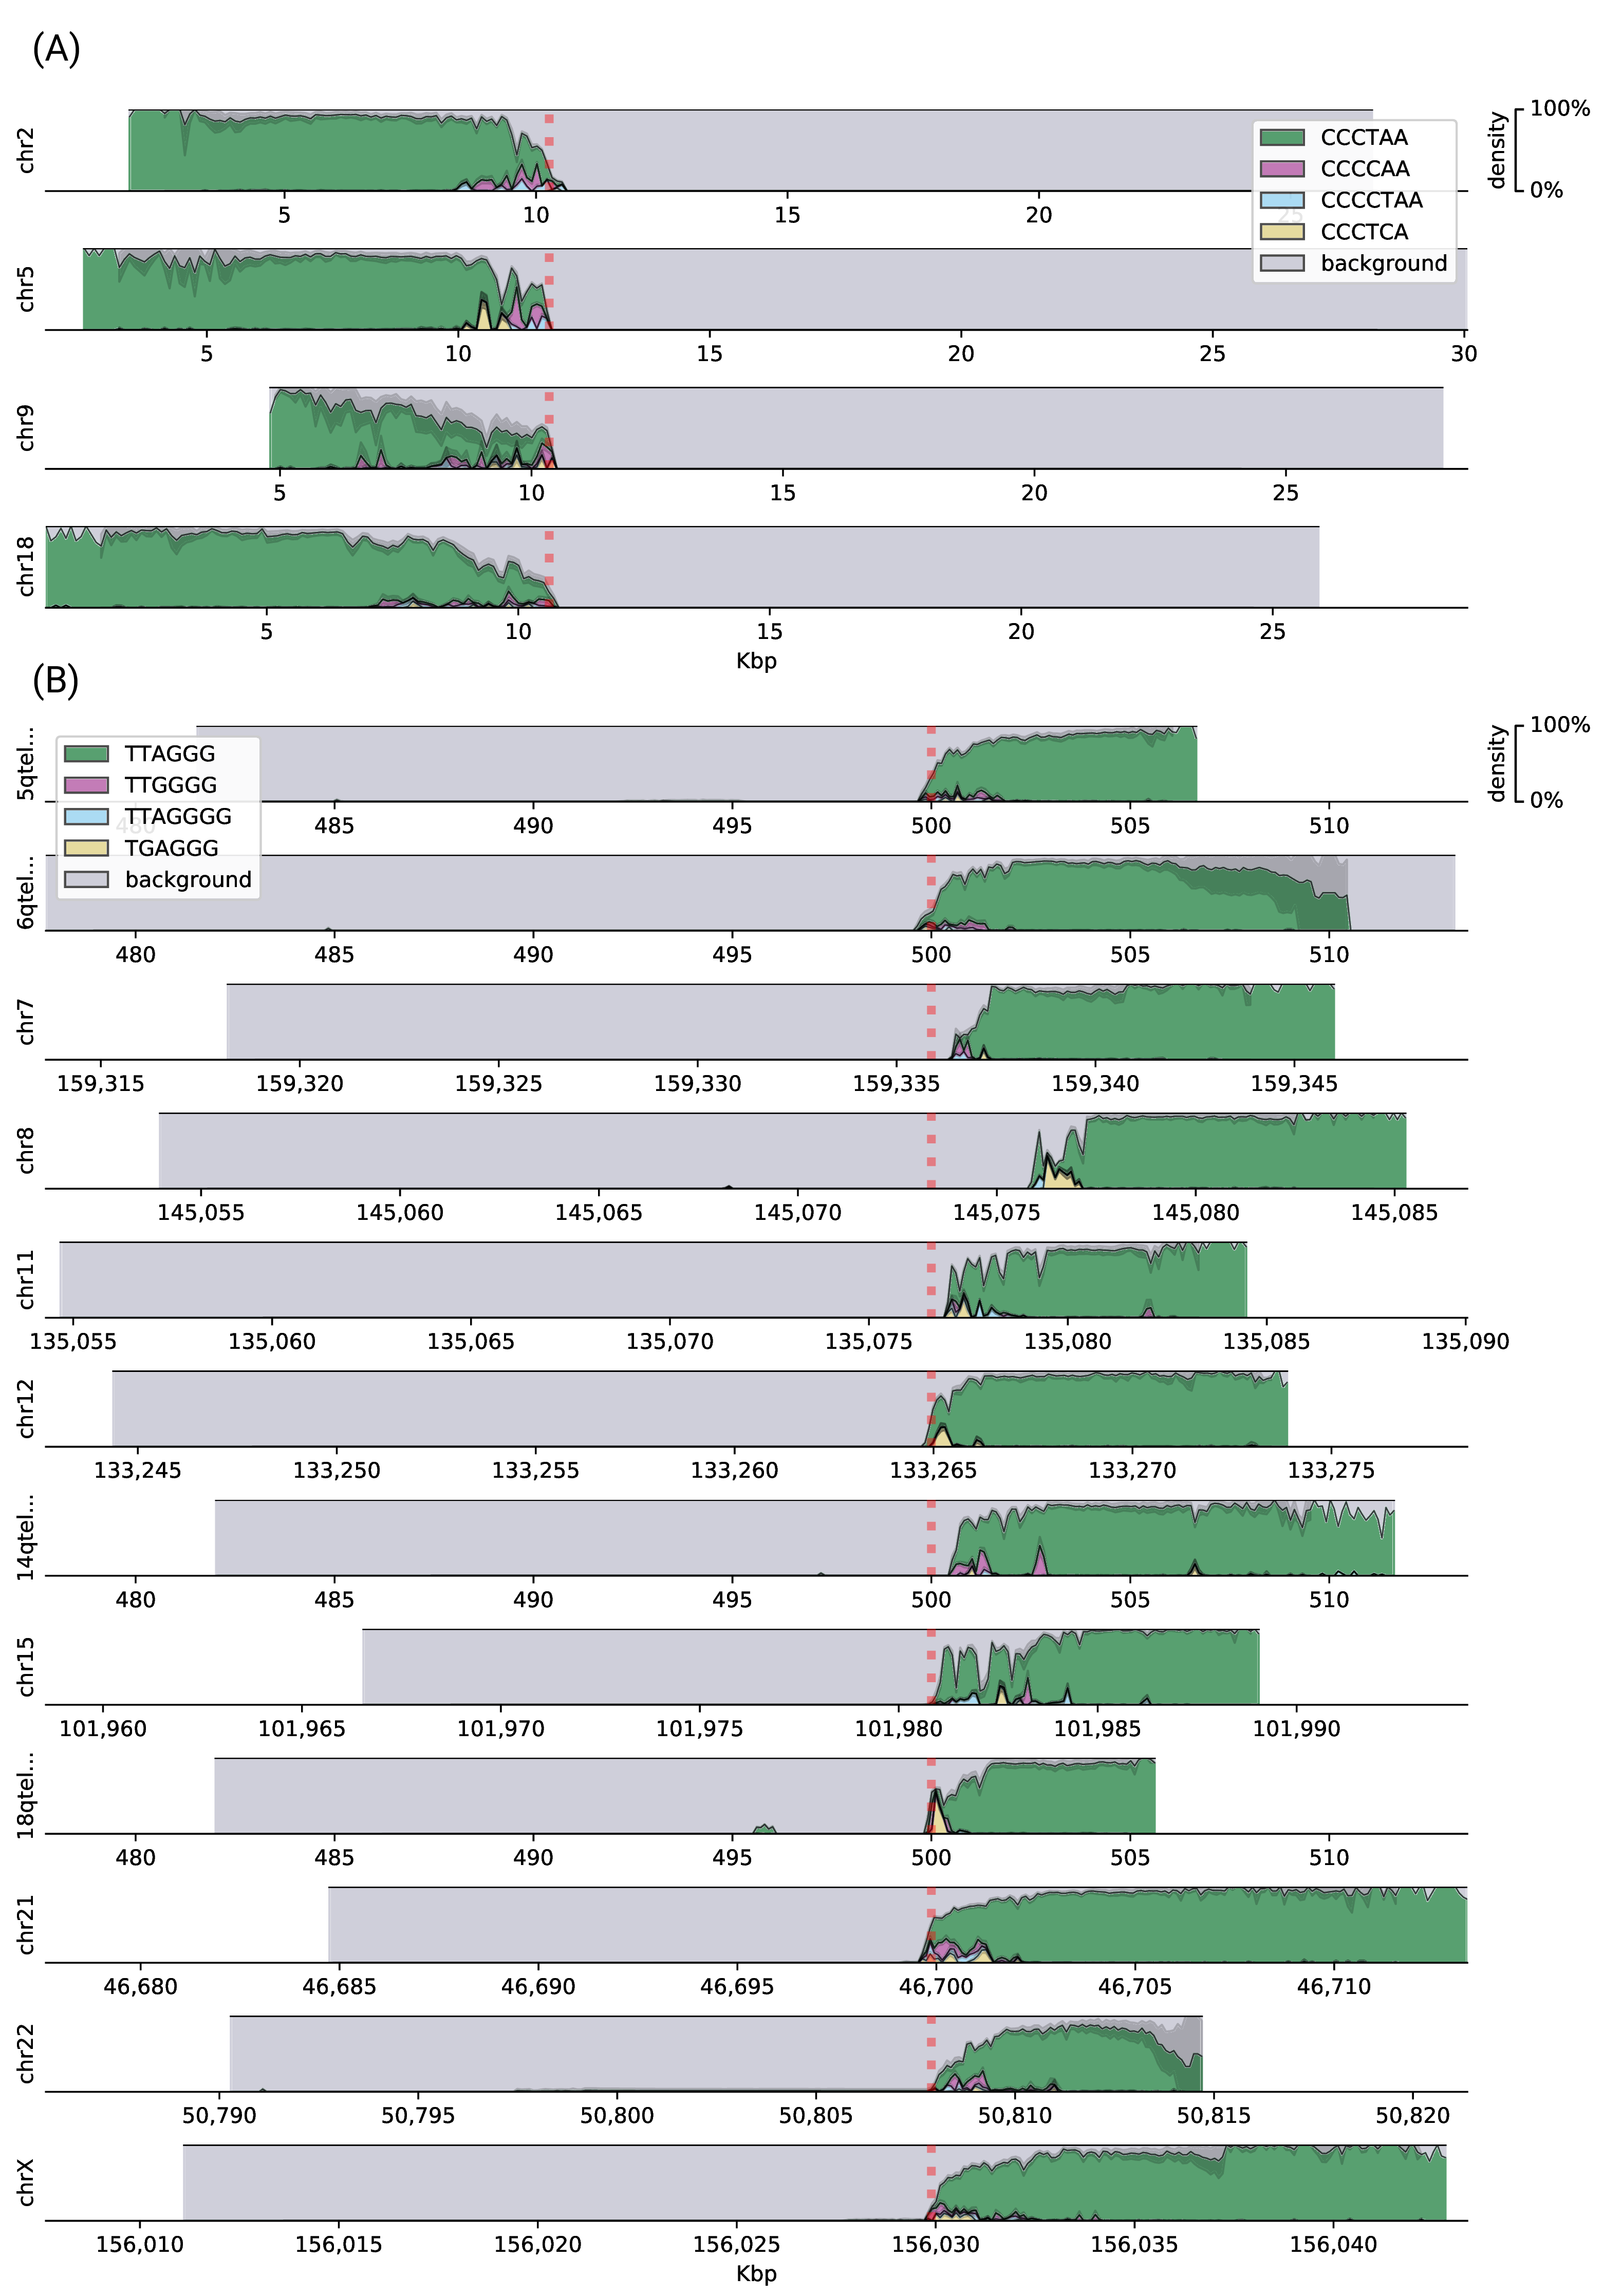 (A)
chr2
5 10 15 20 25
density
100%
0%
CCCTAA
CCCCAA
CCCCTAA
CCCTCA
background
chr5
5 10 15 20 25 30
chr9
5 10 15 20 25
chr18
5 10 15 20 25
Kbp
(B)
5qtel...
480 485 490 495 500 505 510
density
100%
0%
TTAGGG
TTGGGG
TTAGGGG
TGAGGG
background
6qtel...
480 485 490 495 500 505 510
chr7
159,315 159,320 159,325 159,330 159,335 159,340 159,345
chr8
145,055 145,060 145,065 145,070 145,075 145,080 145,085
chr11
135,055 135,060 135,065 135,070 135,075 135,080 135,085 135,090
chr12
133,245 133,250 133,255 133,260 133,265 133,270 133,275
14qtel...
480 485 490 495 500 505 510
chr15
101,960 101,965 101,970 101,975 101,980 101,985 101,990
18qtel...
480 485 490 495 500 505 510
chr21
46,680 46,685 46,690 46,695 46,700 46,705 46,710
chr22
50,790 50,795 50,800 50,805 50,810 50,815 50,820
chrX
156,010 156,015 156,020 156,025 156,030 156,035 156,040
Kbp